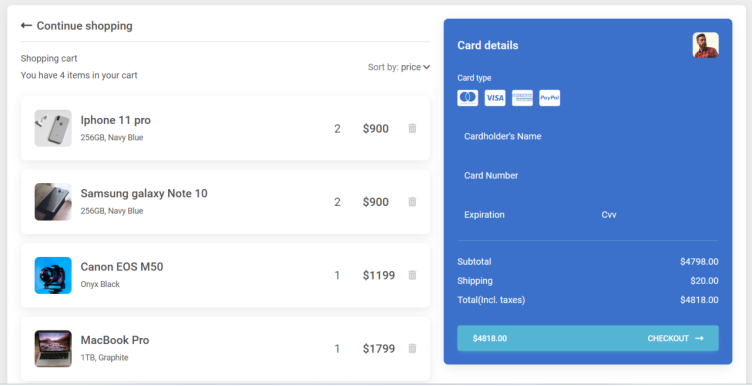 Continue shopping
Shopping cart
You have 4 items in your cart
Sort by: price
Iphone 11 pro
256GB, Navy Blue
2 $900
Samsung galaxy Note 10
256GB, Navy Blue
2 $900
Canon EOS M50
Onyx Black
1 $1199
MacBook Pro
1TB, Graphite
1 $1799
Card details
Card type
VISA
PayPal
Cardholder's Name
Card Number
Expiration Cvv
Subtotal $4798.00
Shipping $20.00
Total(Incl. taxes) $4818.00
$4818.00 CHECKOUT